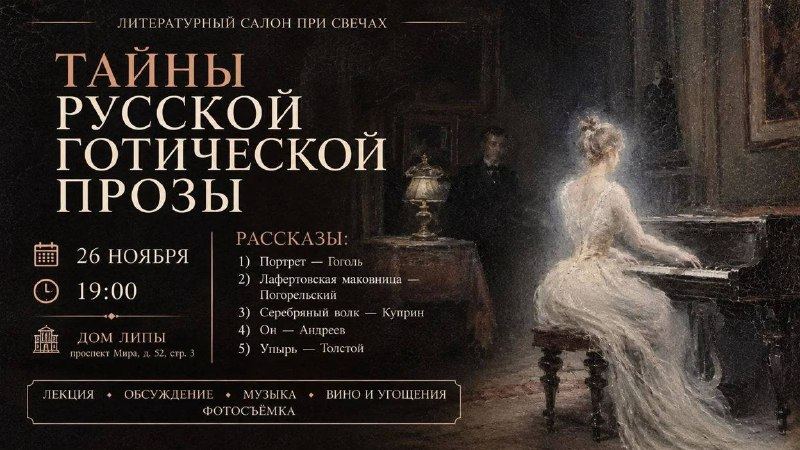 ЛИТЕРАТУРНЫЙ САЛОН ПРИ СВЕЧАХ
ТАЙНЫ
РУССКОЙ
ГОТИЧЕСКОЙ
ПРОЗЫ
26 НОЯБРЯ
19:00
ДОМ ЛИПЫ
проспект Мира, д. 52, стр. 3
РАССКАЗЫ:
1) Портрет — Гоголь
2) Лафертовская маковница —
Погорельский
3) Серебряный волк — Куприн
4) Он — Андреев
5) Упырь — Толстой
ЛЕКЦИЯ • ОБСУЖДЕНИЕ • МУЗЫКА • ВИНО И УГОЩЕНИЯ
ФОТОСЪЁМКА